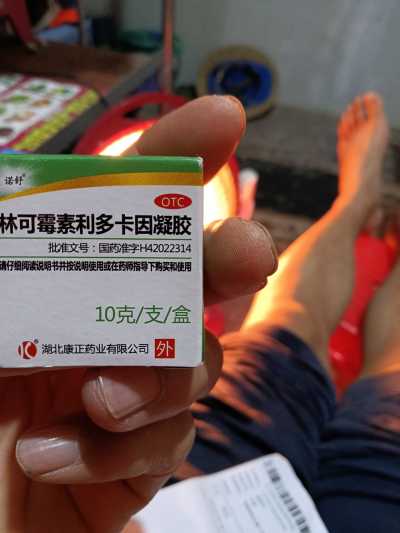 诺舒
OTC
林可霉素利多卡因凝胶
批准文号：国药准字H42022314
请仔细阅读说明书并按说明使用或在药师指导下购买和使用
10克/支/盒
K 湖北康正药业有限公司 外